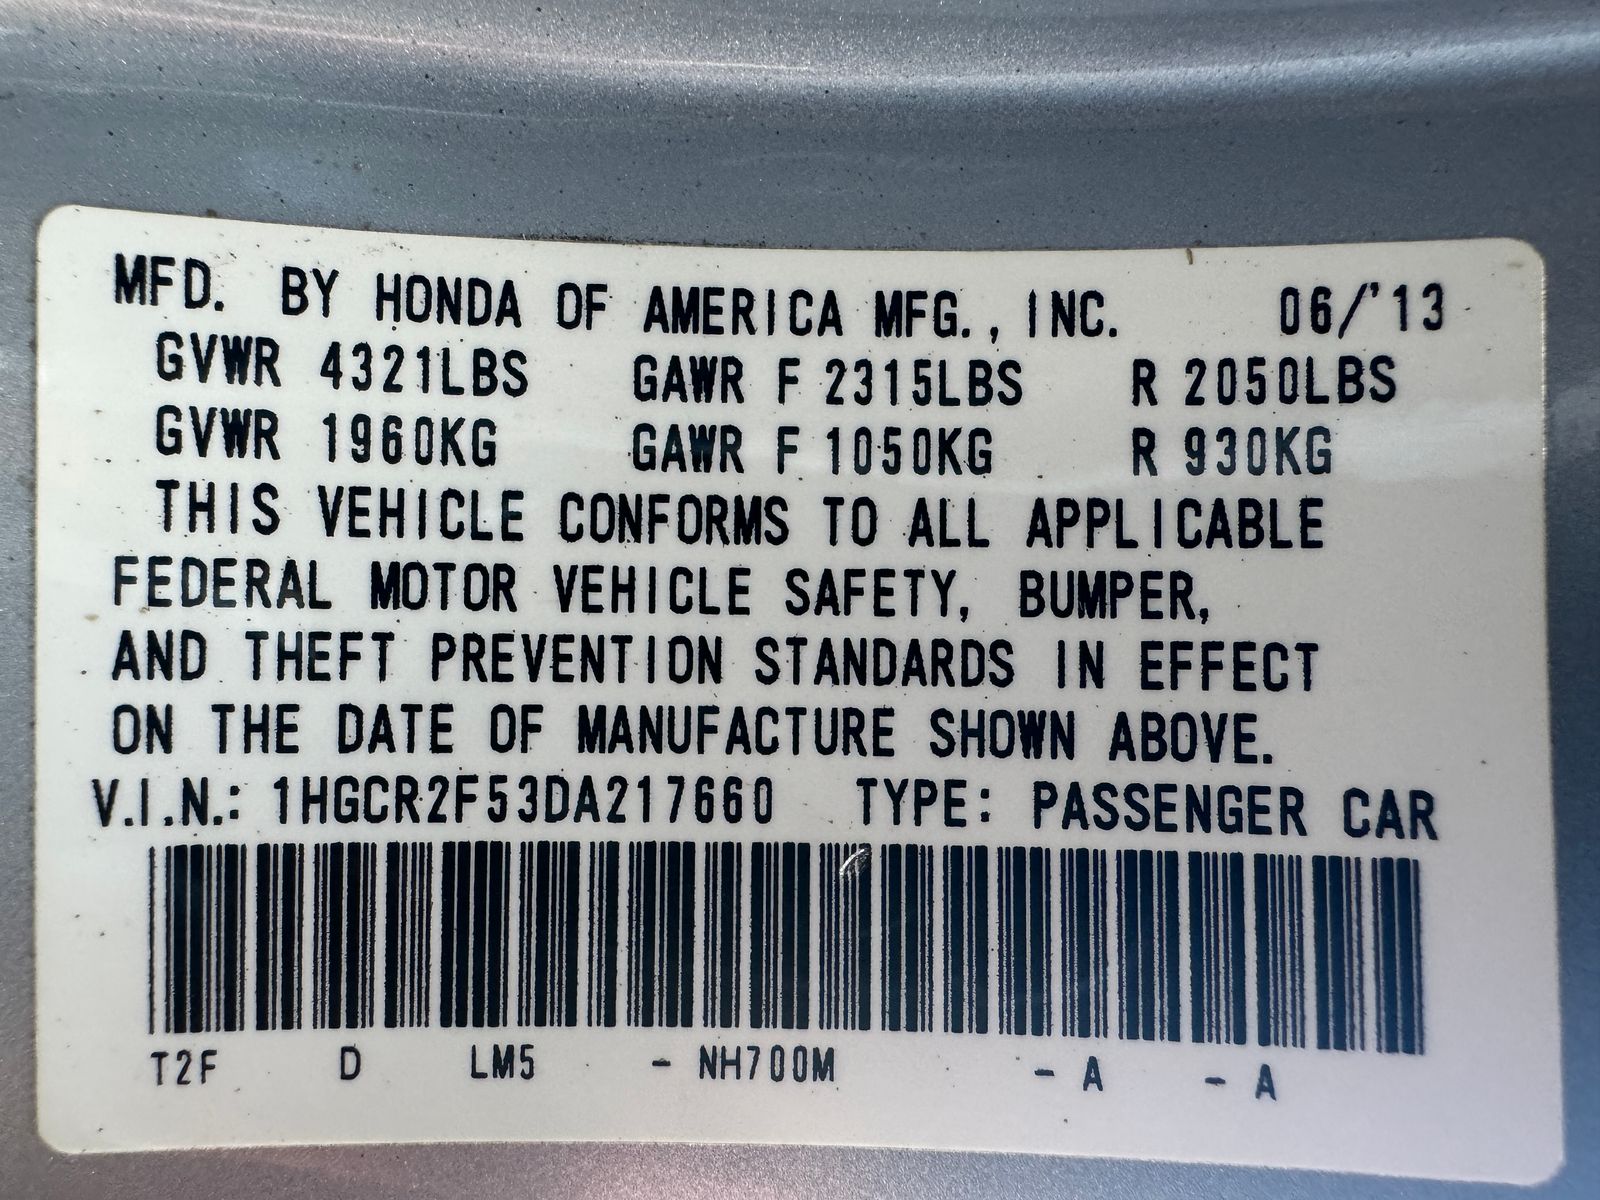 MFD. BY HONDA OF AMERICA MFG., INC. 06/'13
GVWR 4321LBS GAWR F 2315LBS R 2050LBS
GVWR 1960KG GAWR F 1050KG R 930KG
THIS VEHICLE CONFORMS TO ALL APPLICABLE
FEDERAL MOTOR VEHICLE SAFETY, BUMPER,
AND THEFT PREVENTION STANDARDS IN EFFECT
ON THE DATE OF MANUFACTURE SHOWN ABOVE.
V.I.N.: 1HGCR2F53DA217660 TYPE: PASSENGER CAR
T2F D LM5 - NH700M - A - A